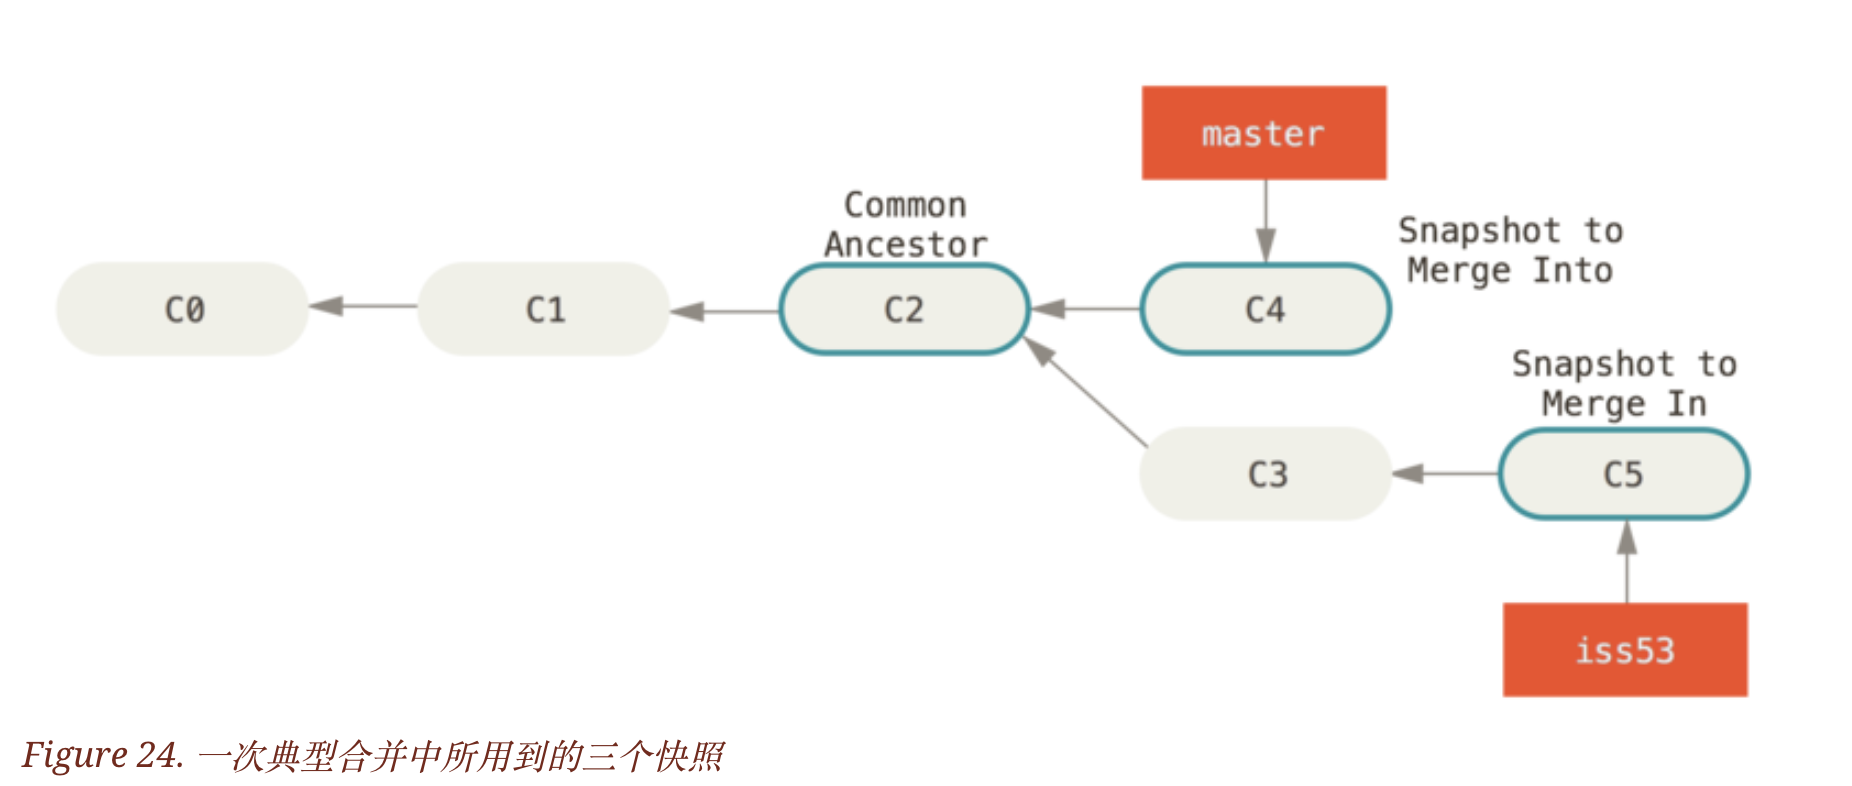 master
Common
Ancestor
Snapshot to
Merge Into
C0
C1
C2
C4
Snapshot to
Merge In
C3
C5
iss53
Figure 24. 一次典型合并中所用到的三个快照